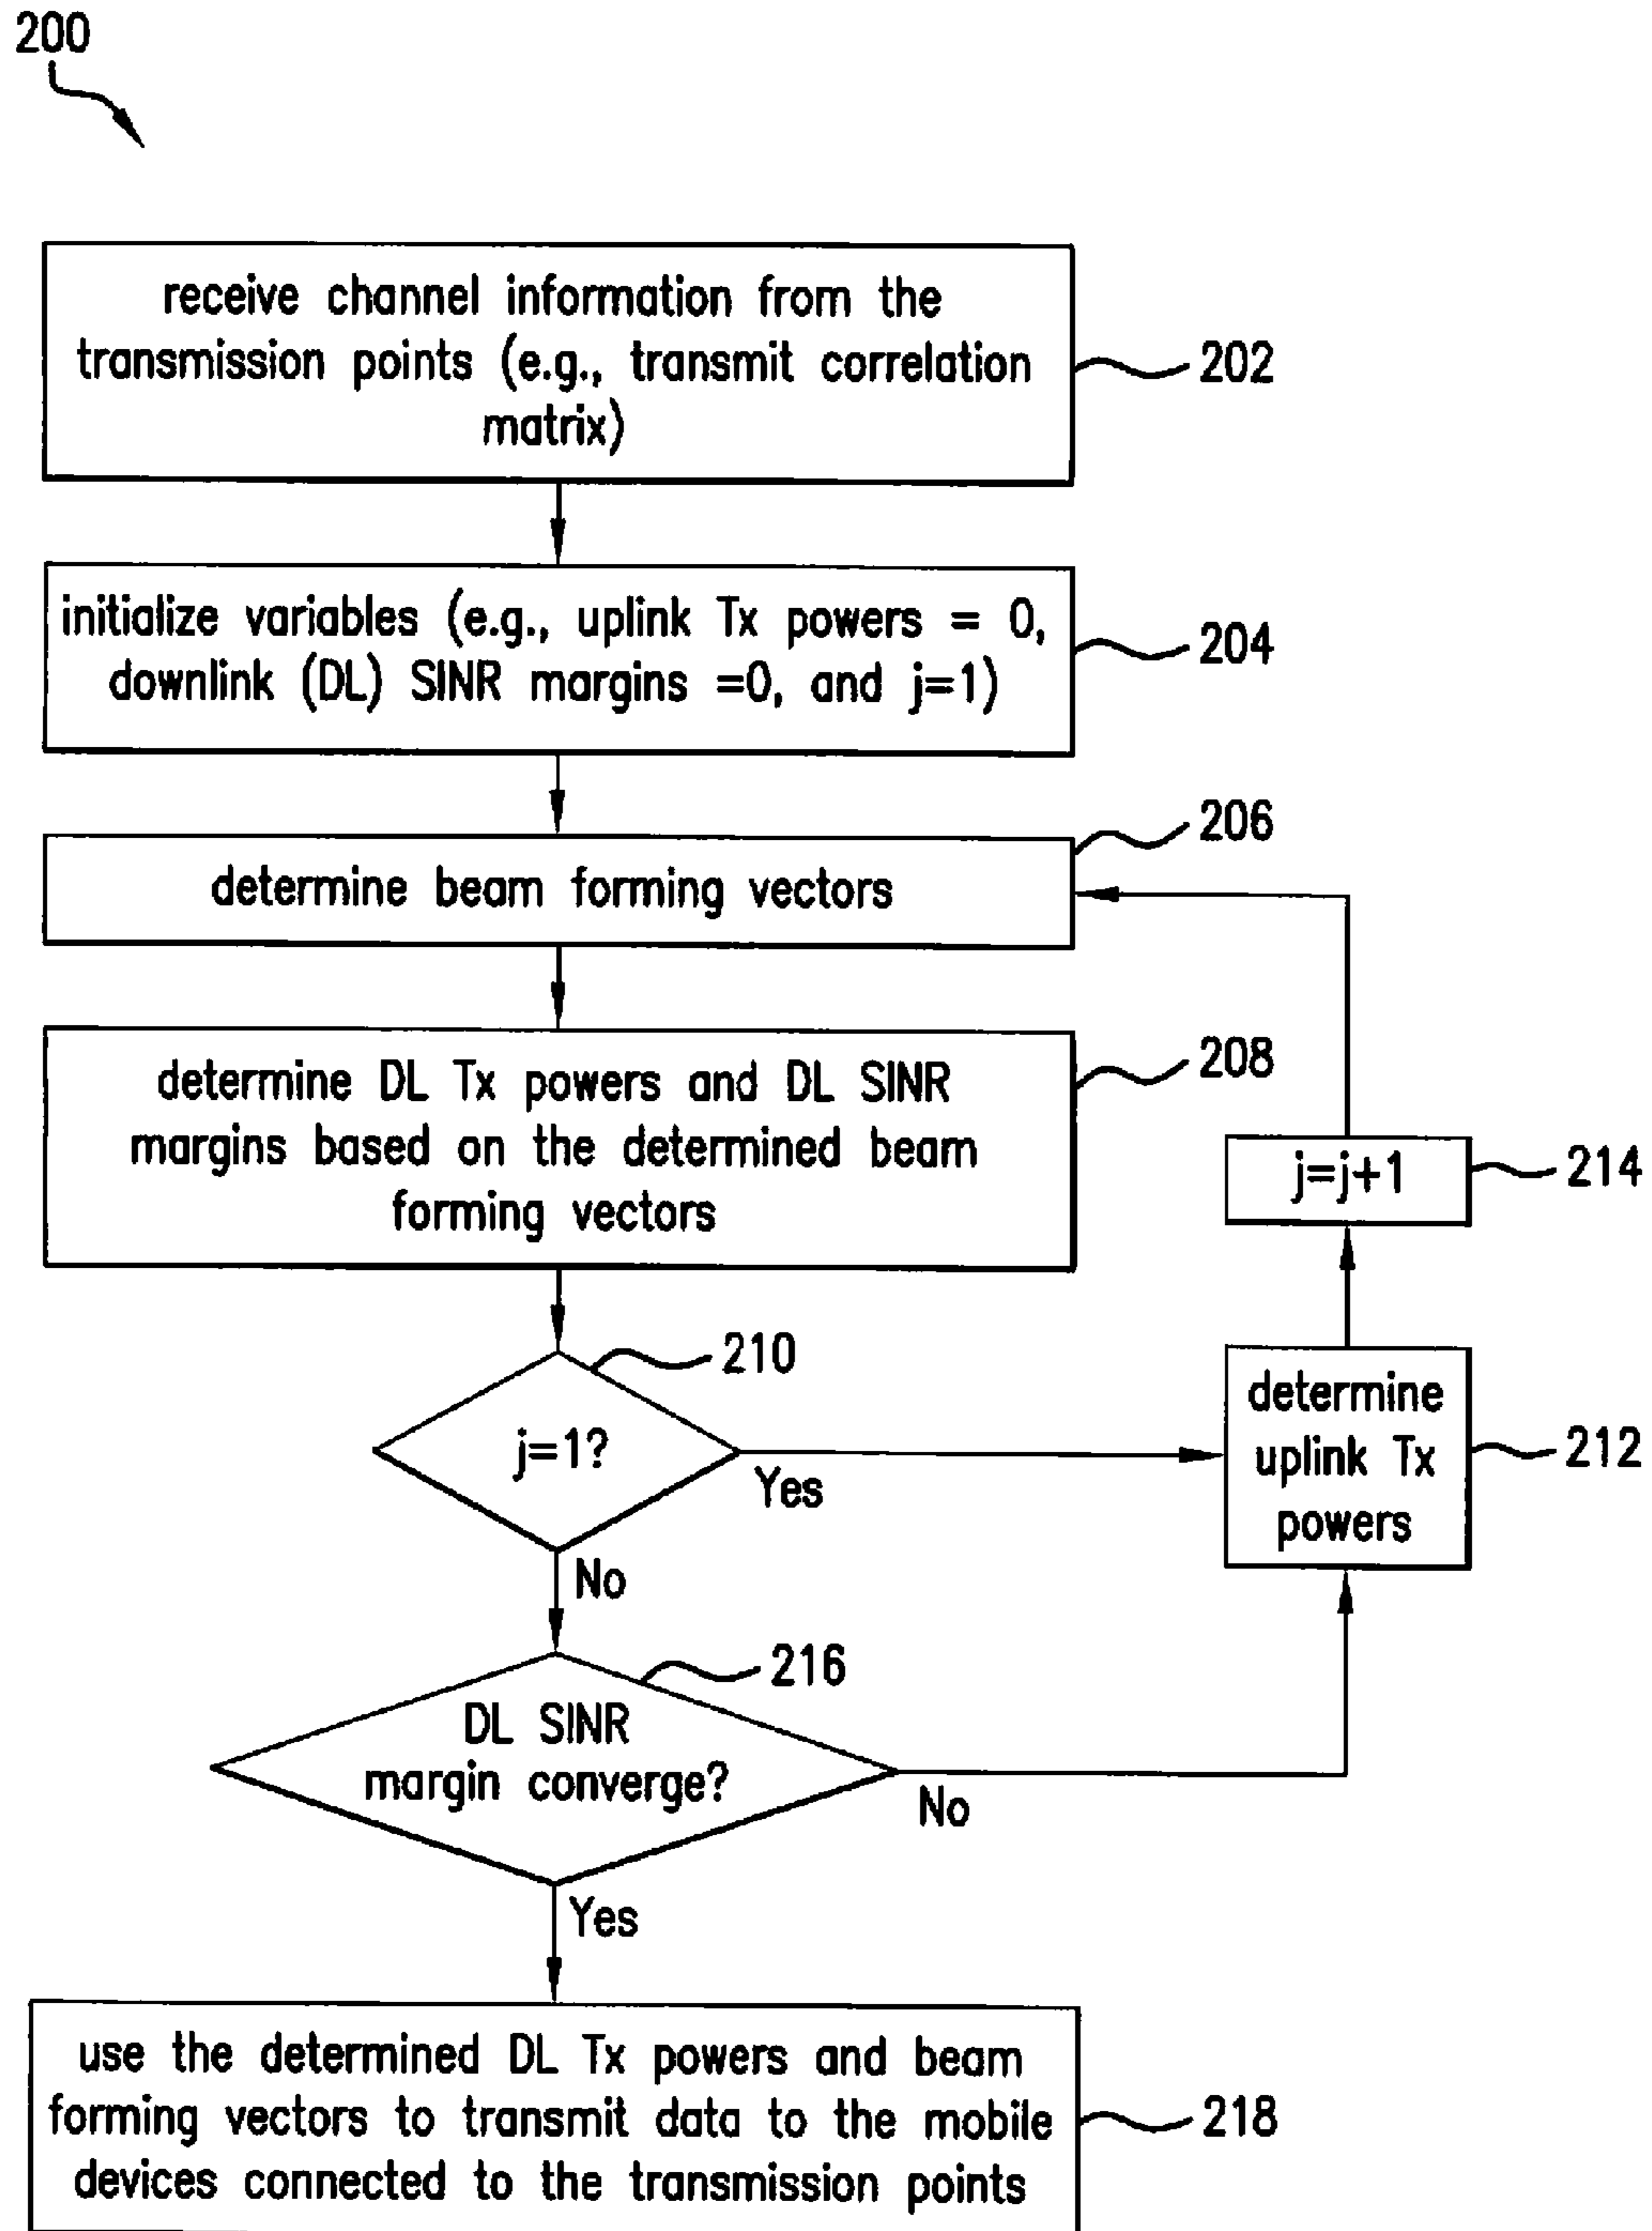 200
receive channel information from the
transmission points (e.g., transmit correlation
matrix)
202
initialize variables (e.g., uplink Tx powers = 0,
downlink (DL) SINR margins =0, and j=1)
204
206
determine beam forming vectors
determine DL Tx powers and DL SINR
margins based on the determined beam
forming vectors
208
j=j+1
214
210
j=1?
Yes
No
determine
uplink Tx
powers
212
216
DL SINR
margin converge?
No
Yes
use the determined DL Tx powers and beam
forming vectors to transmit data to the mobile
devices connected to the transmission points
218